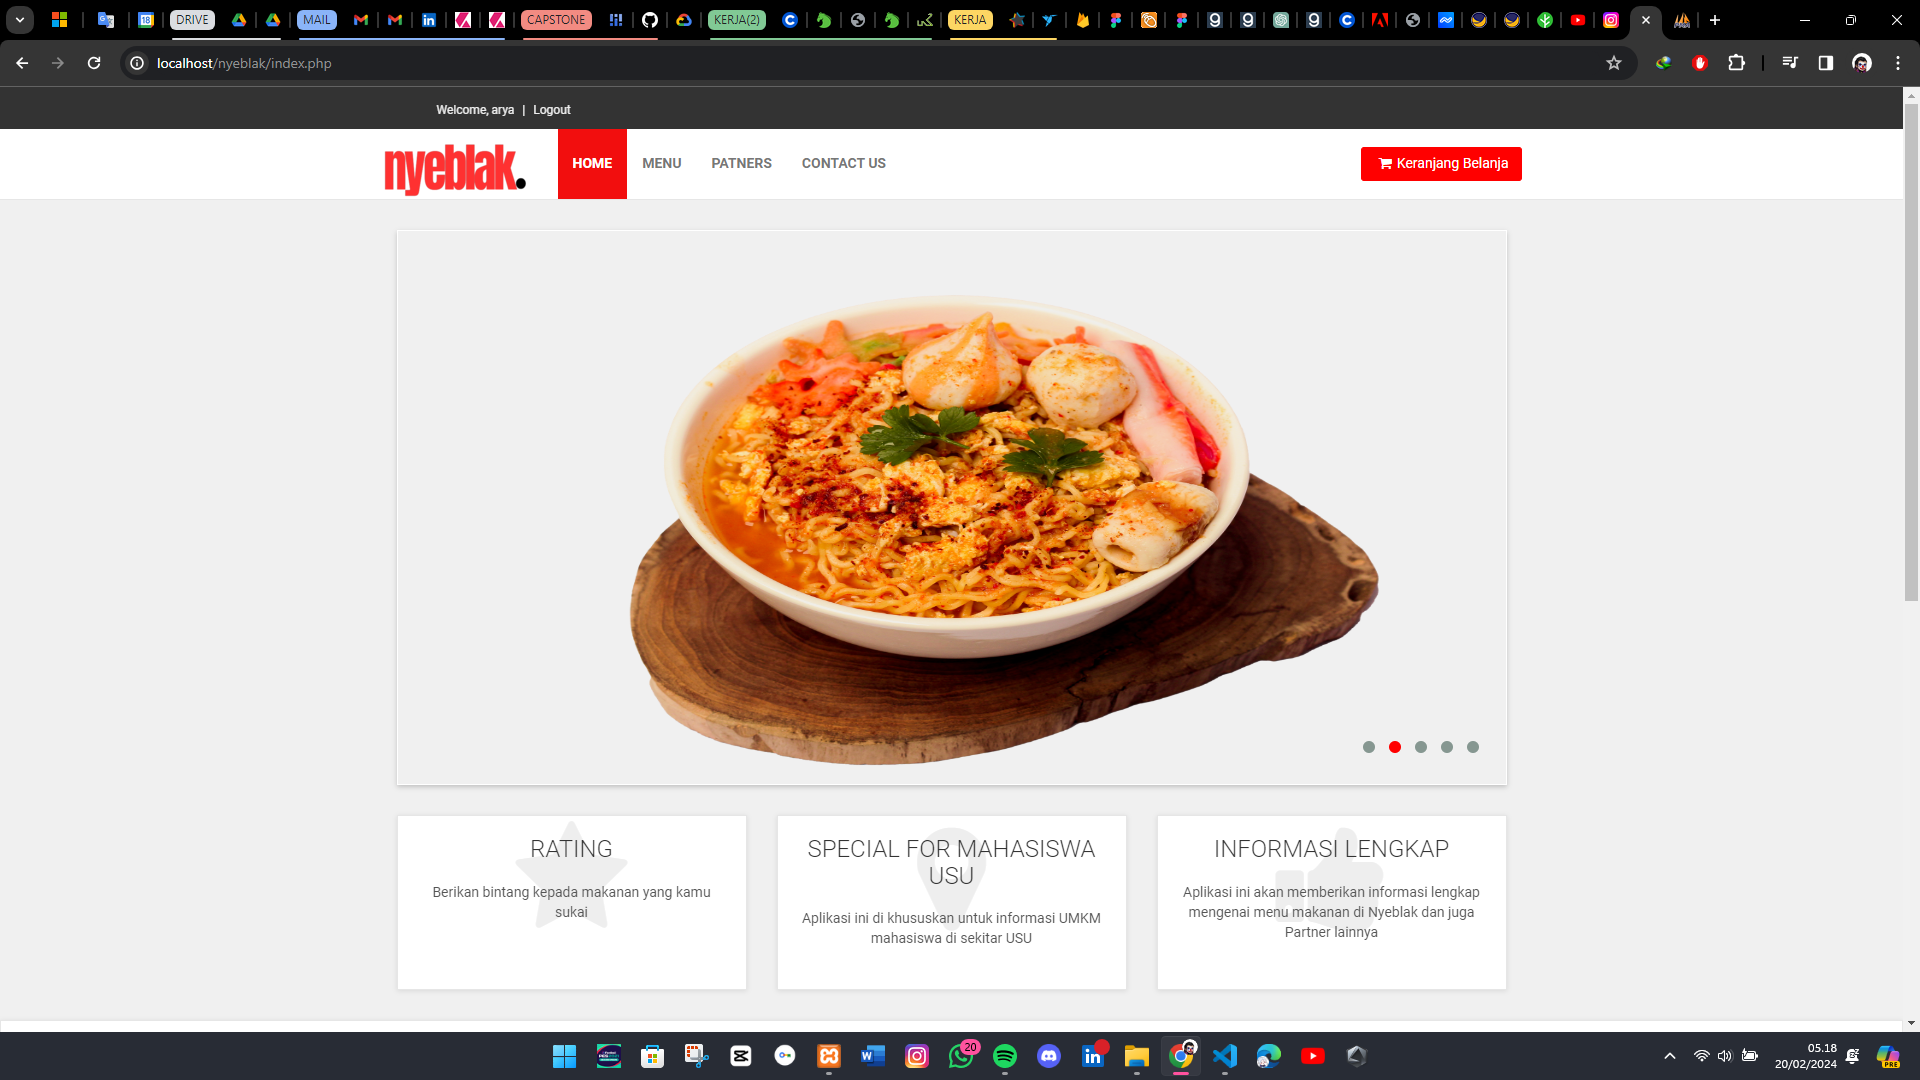 DRIVE
MAIL
CAPSTONE
KERJA(2)
KERJA
localhost/nyeblak/index.php
Welcome, arya | Logout
nyeblak.
HOME
MENU
PATNERS
CONTACT US
Keranjang Belanja
RATING
Berikan bintang kepada makanan yang kamu
sukai
SPECIAL FOR MAHASISWA
USU
Aplikasi ini di khususkan untuk informasi UMKM
mahasiswa di sekitar USU
INFORMASI LENGKAP
Aplikasi ini akan memberikan informasi lengkap
mengenai menu makanan di Nyeblak dan juga
Partner lainnya
20
05.18
20/02/2024
PRE